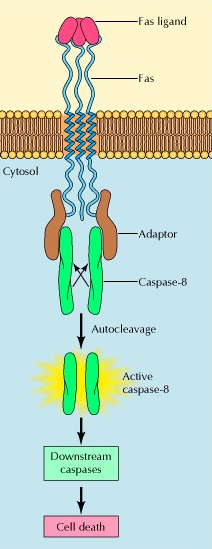 Fas ligand
Fas
Cytosol
Adaptor
Caspase-8
Autocleavage
Active
caspase-8
Downstream
caspases
Cell death